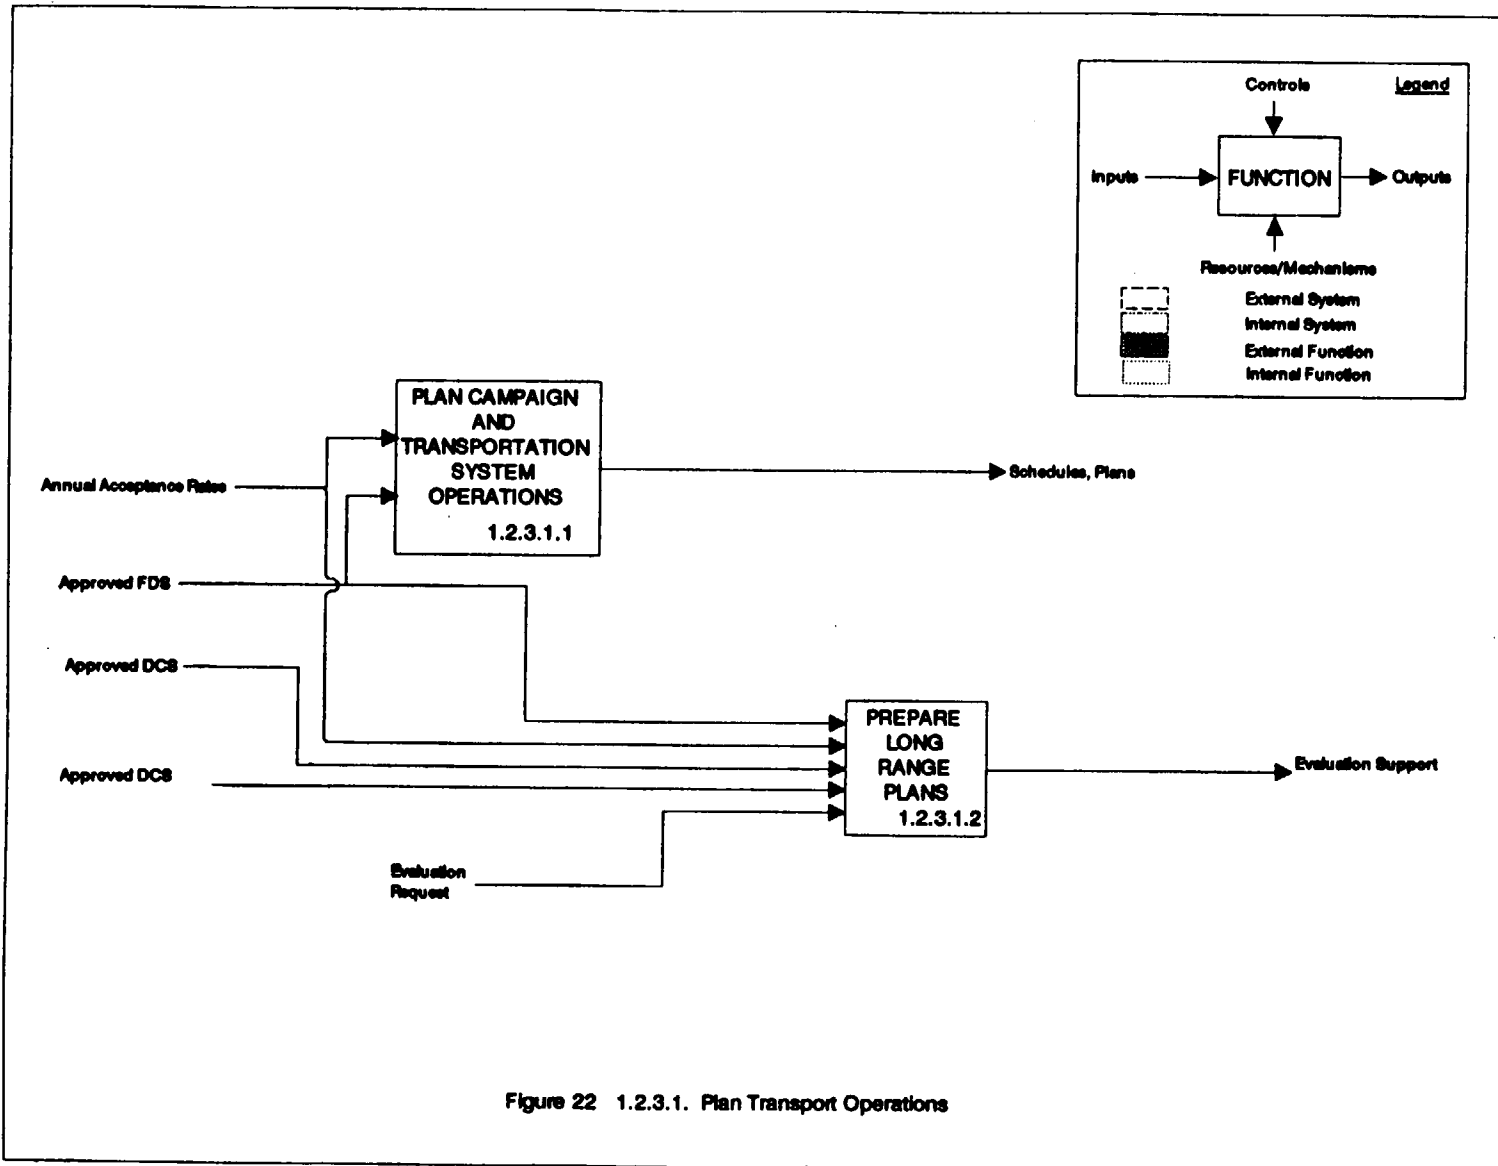 Controls
Legend
Inputs
FUNCTION
Outputs
Resources/Mechanisms
External System
Internal System
External Function
Internal Function
PLAN CAMPAIGN
AND
TRANSPORTATION
SYSTEM
OPERATIONS
1.2.3.1.1
Annual Acceptance Rates
Schedules, Plans
Approved FDS
Approved DCS
PREPARE
LONG
RANGE
PLANS
1.2.3.1.2
Approved DCS
Evaluation Support
Evaluation
Request
Figure 22 1.2.3.1. Plan Transport Operations